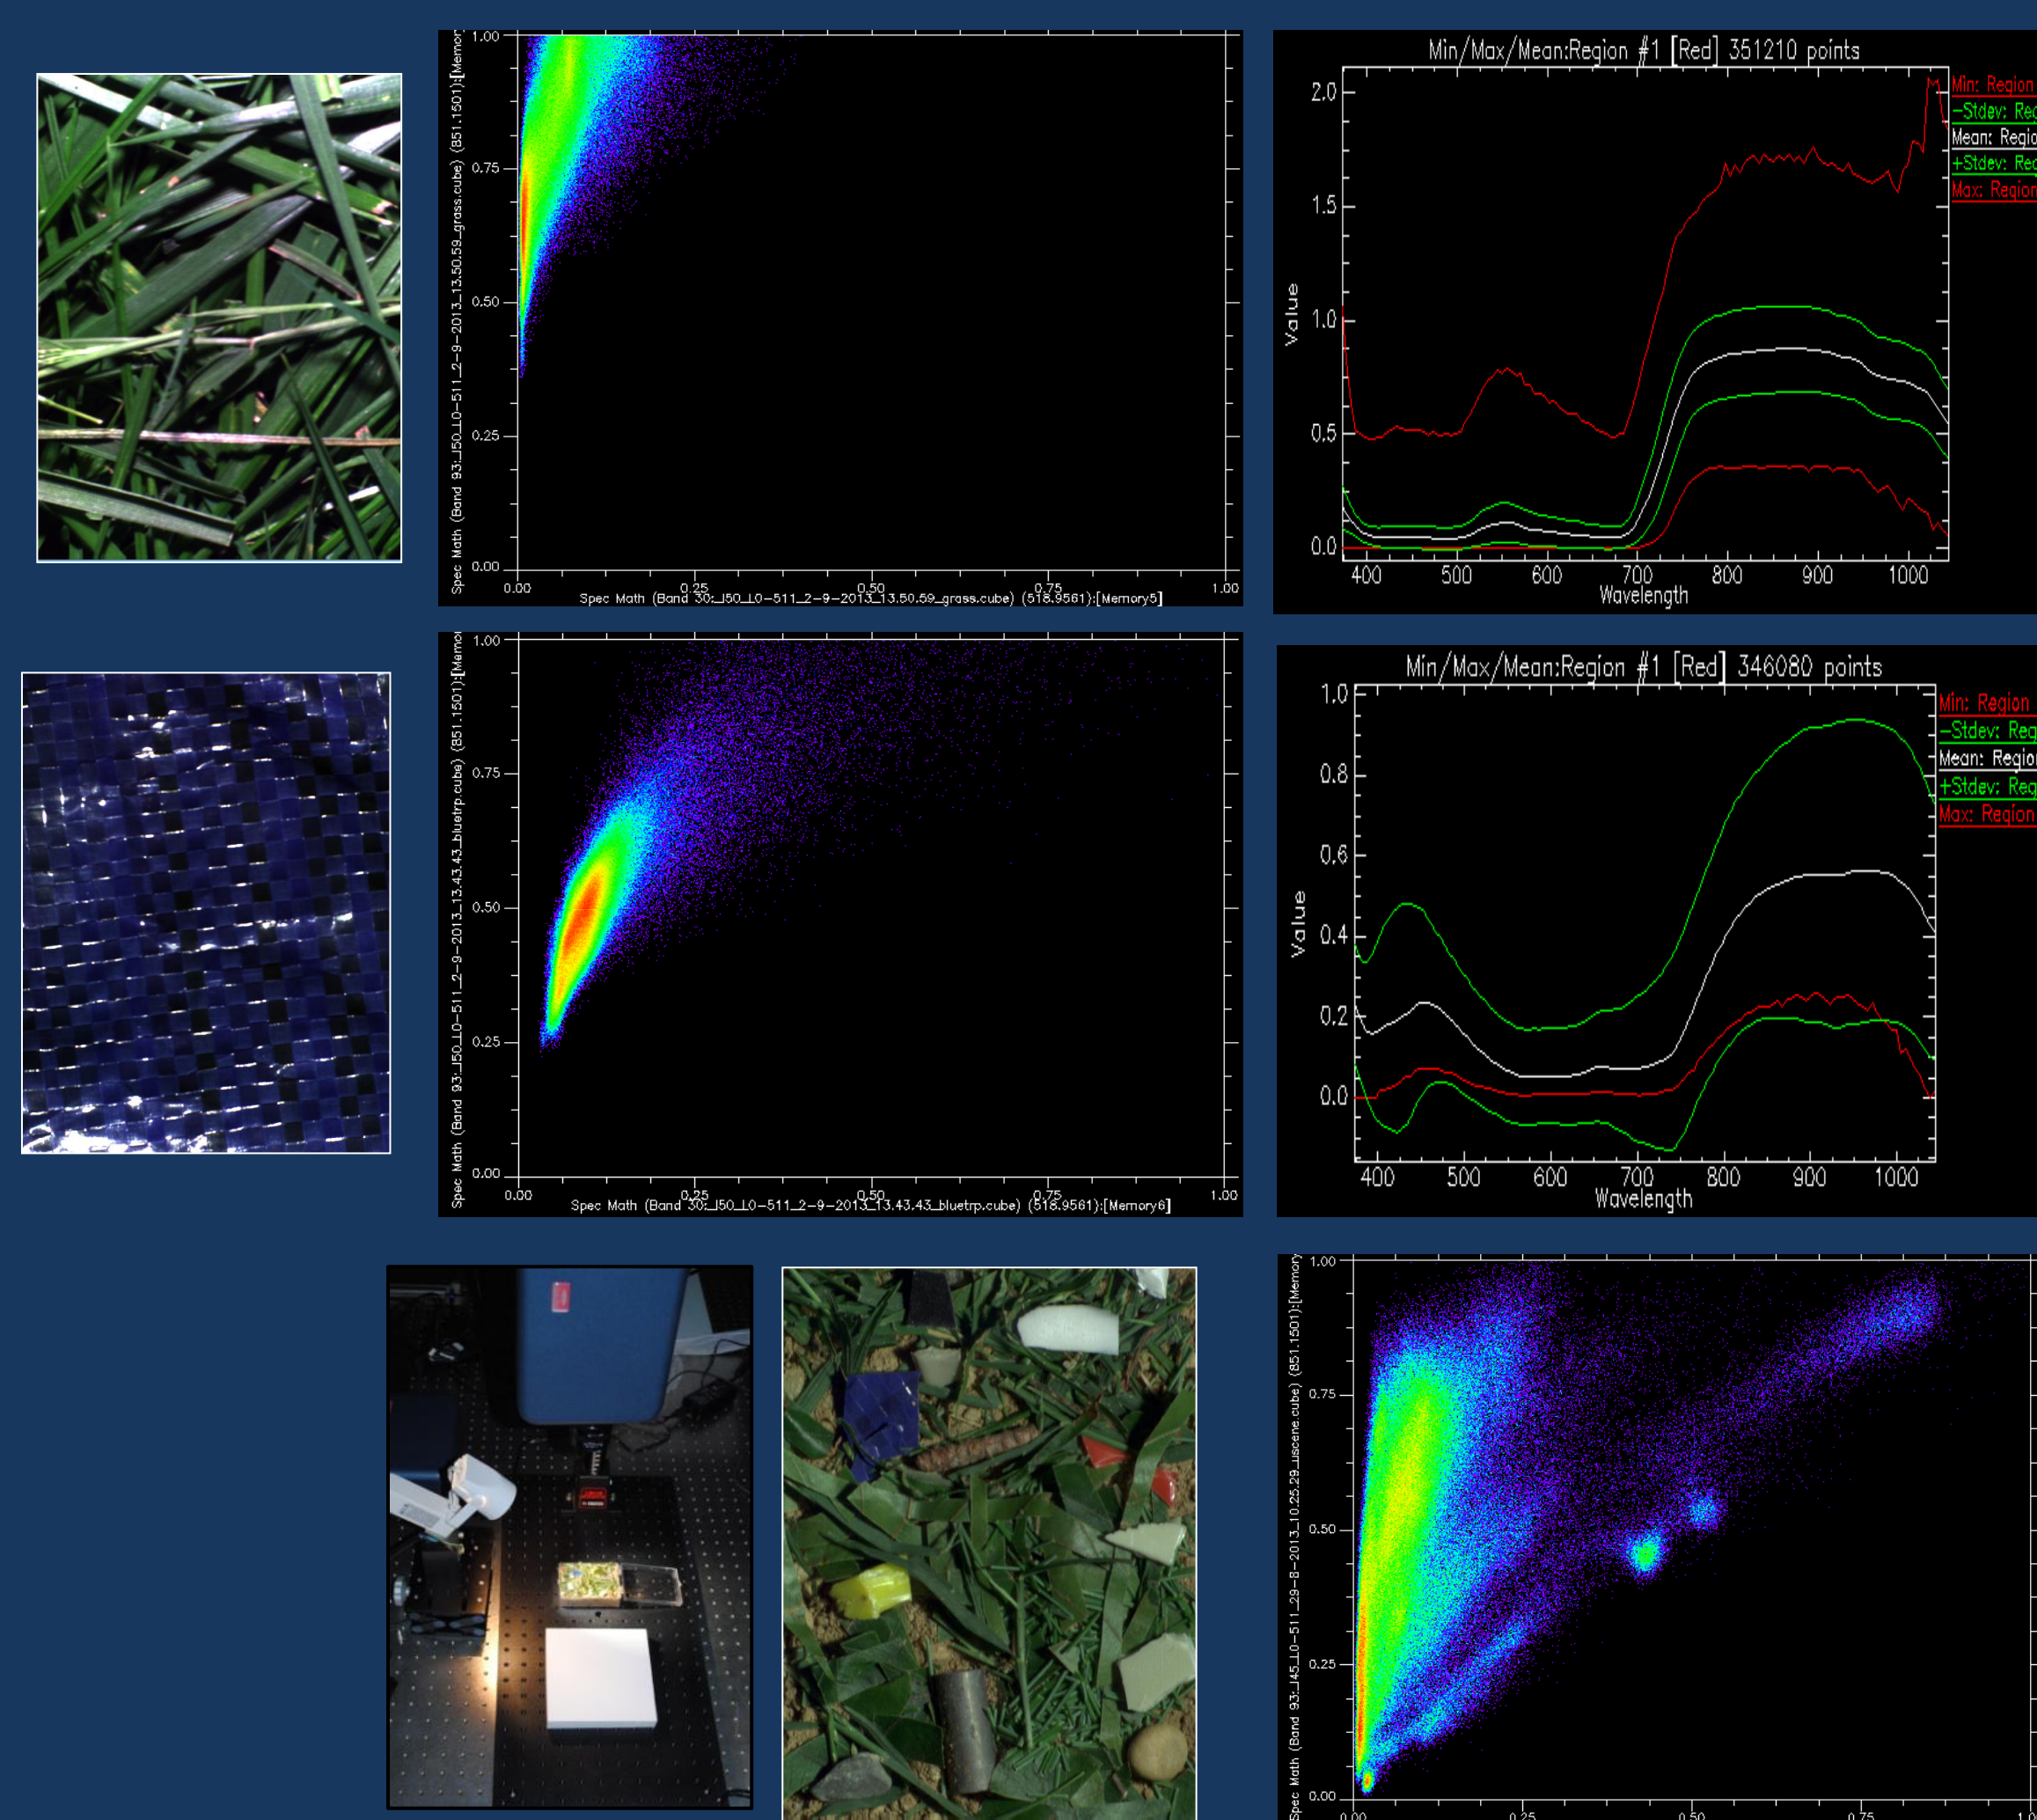 1.00
0.75
0.50
0.25
0.00
0.00 0.25 0.50 0.75 1.00
Spec Math (Band 93:_i50_L0-511_2-9-2013_13.50.59_grass.cube) (851.1501):[Memor
Spec Math (Band 30:_i50_L0-511_2-9-2013_13.50.59_grass.cube) (518.9561):[Memory5]
Min/Max/Mean:Region #1 [Red] 351210 points
2.0
1.5
1.0
0.5
0.0
Value
400 500 600 700 800 900 1000
Wavelength
Min: Region
-Stdev: Reg
Mean: Region
+Stdev: Reg
Max: Region
1.00
0.75
0.50
0.25
0.00
0.00 0.25 0.50 0.75 1.00
Spec Math (Band 93:_i50_L0-511_2-9-2013_13.43.43_bluetrp.cube) (851.1501):[Memor
Spec Math (Band 30:_i50_L0-511_2-9-2013_13.43.43_bluetrp.cube) (518.9561):[Memory6]
Min/Max/Mean:Region #1 [Red] 346080 points
1.0
0.8
0.6
0.4
0.2
0.0
Value
400 500 600 700 800 900 1000
Wavelength
Min: Region
-Stdev: Reg
Mean: Region
+Stdev: Reg
Max: Region
1.00
0.75
0.50
0.25
0.00
0.00 0.25 0.50 0.75 1.00
Spec Math (Band 93:_i45_L0-511_29-8-2013_10.25.29_uscene.cube) (851.1501):[Memory